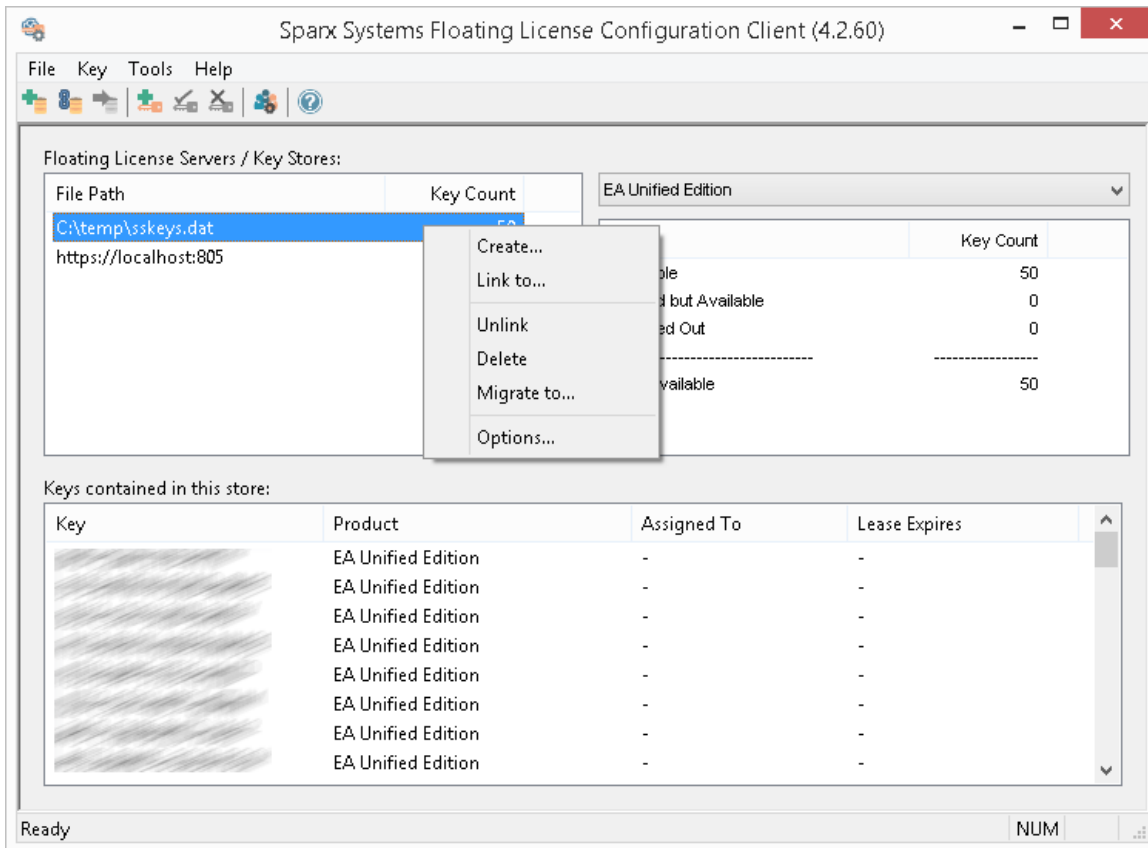 Sparx Systems Floating License Configuration Client (4.2.60)
File Key Tools Help
Floating License Servers / Key Stores:
File Path Key Count
C:\temp\sskeys.dat
https://localhost:805
Create...
Link to...
Unlink
Delete
Migrate to...
Options...
EA Unified Edition
Key Count
50
but Available 0
Out 0
------------------
50
Keys contained in this store:
Key Product Assigned To Lease Expires
EA Unified Edition - -
EA Unified Edition - -
EA Unified Edition - -
EA Unified Edition - -
EA Unified Edition - -
EA Unified Edition - -
EA Unified Edition - -
EA Unified Edition - -
Ready NUM